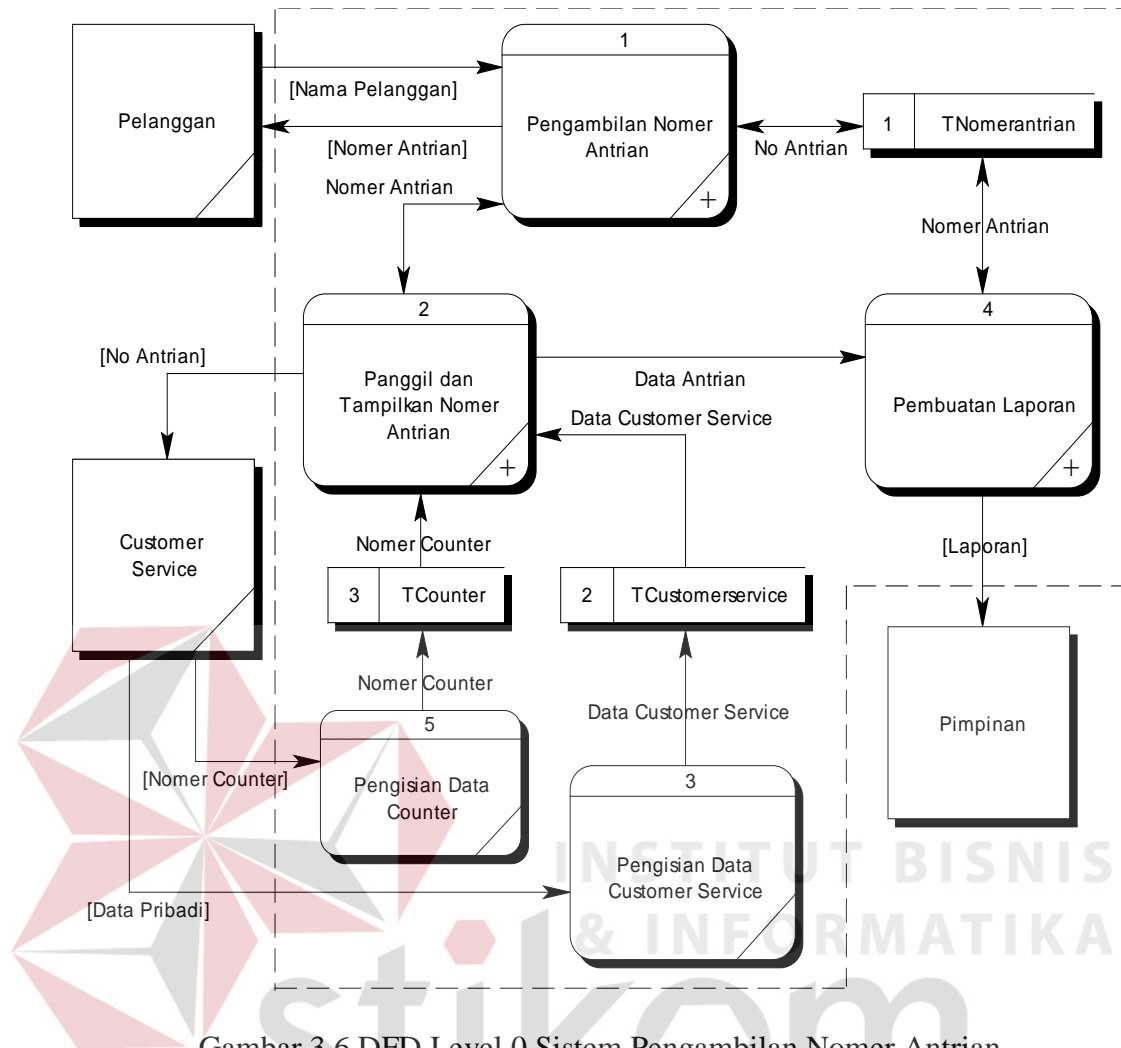 1
Pelanggan
[Nama Pelanggan]
Pengambilan Nomer
Antrian
1
TNomerantrian
[Nomer Antrian]
No Antrian
Nomer Antrian
+
Nomer Antrian
2
4
[No Antrian]
Panggil dan
Tampilkan Nomer
Antrian
Data Antrian
Pembuatan Laporan
Data Customer Service
+
+
Customer
Service
Nomer Counter
[Laporan]
3
TCounter
2
TCustomerservice
Nomer Counter
Data Customer Service
5
Pimpinan
[Nomer Counter]
Pengisian Data
Counter
3
Pengisian Data
Customer Service
[Data Pribadi]
INSTITUT BISNIS
& INFORMATIKA
stikom
Gambar 3.6 DFD Level 0 Sistem Pengambilan Nomer Antrian